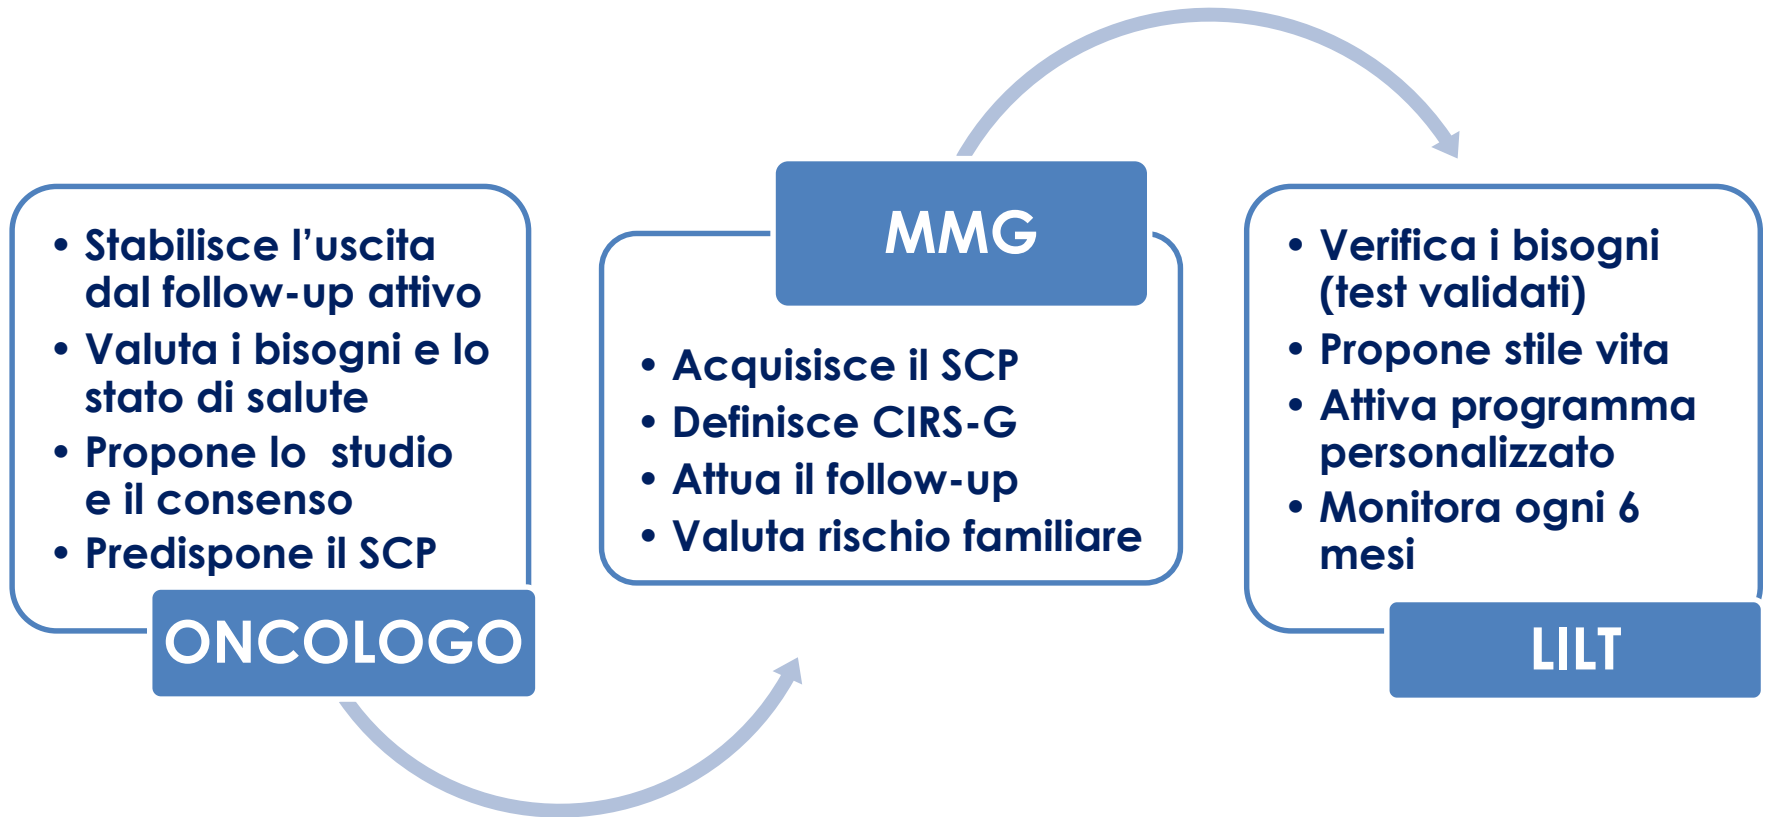 • Stabilisce l’uscita
dal follow-up attivo
• Valuta i bisogni e lo
stato di salute
• Propone lo  studio
e il consenso
• Predispone il SCP
ONCOLOGO
MMG
• Acquisisce il SCP
• Definisce CIRS-G
• Attua il follow-up
• Valuta rischio familiare
• Verifica i bisogni
(test validati)
• Propone stile vita
• Attiva programma
personalizzato
• Monitora ogni 6
mesi
LILT